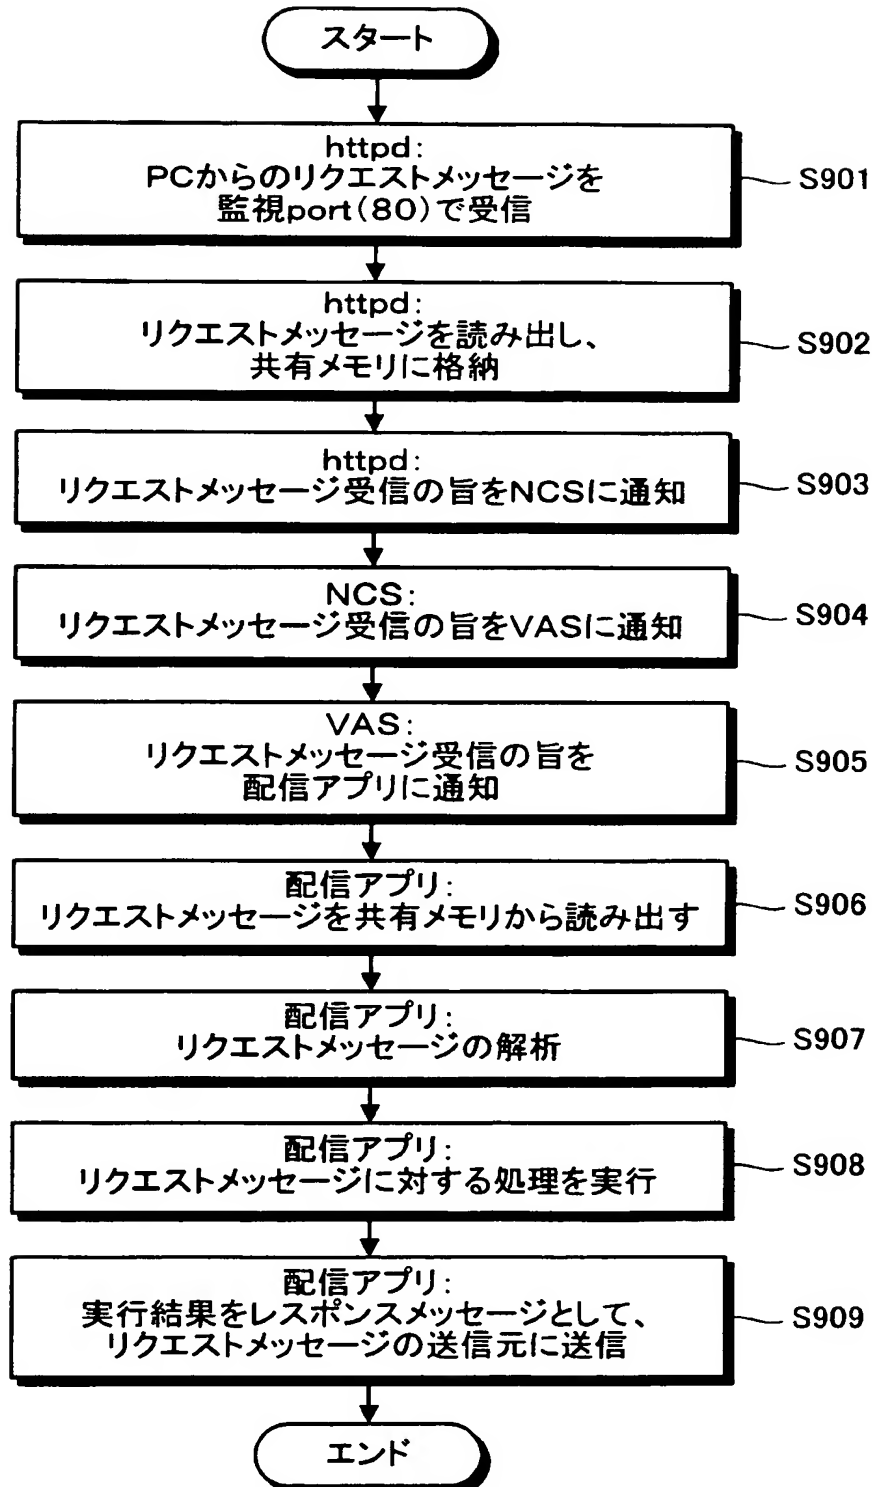 スタート
httpd:
PCからのリクエストメッセージを
監視port(80)で受信
S901
httpd:
リクエストメッセージを読み出し、
共有メモリに格納
S902
httpd:
リクエストメッセージ受信の旨をNCSに通知
S903
NCS:
リクエストメッセージ受信の旨をVASに通知
S904
VAS:
リクエストメッセージ受信の旨を
配信アプリに通知
S905
配信アプリ:
リクエストメッセージを共有メモリから読み出す
S906
配信アプリ:
リクエストメッセージの解析
S907
配信アプリ:
リクエストメッセージに対する処理を実行
S908
配信アプリ:
実行結果をレスポンスメッセージとして、
リクエストメッセージの送信元に送信
S909
エンド